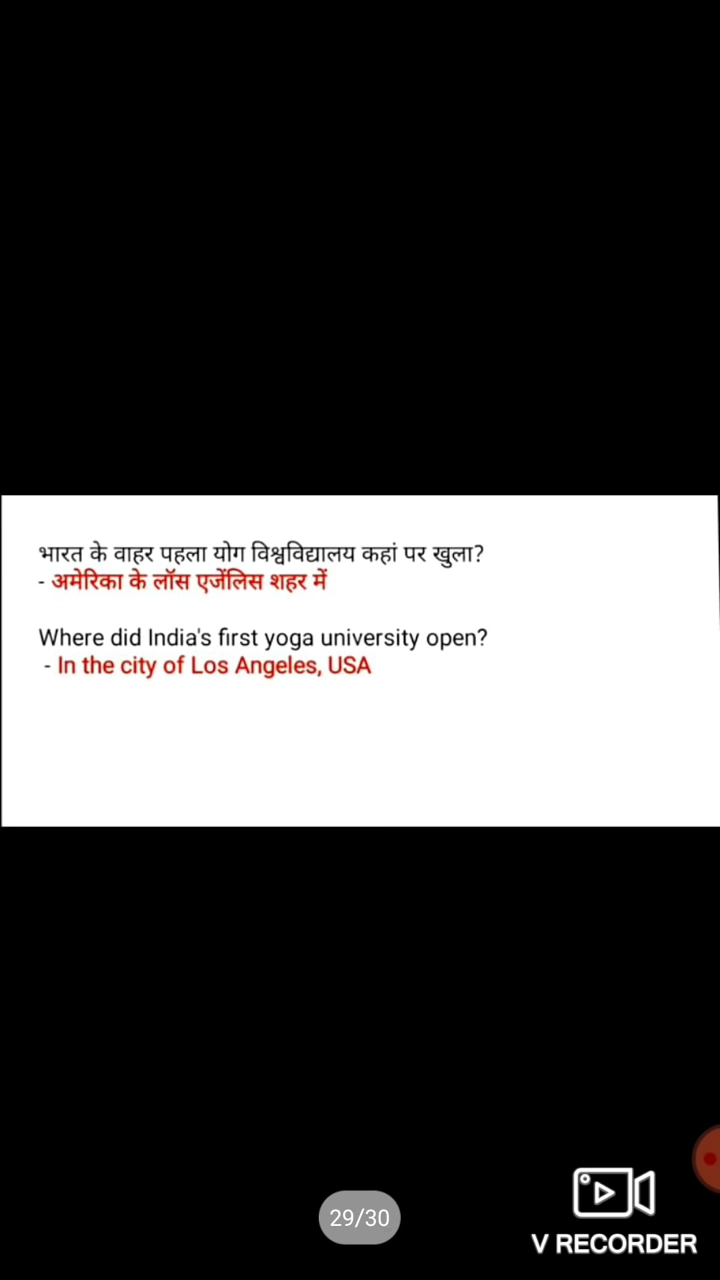 भारत के वाहर पहला योग विश्वविद्यालय कहां पर खुला?
- अमेरिका के लॉस एजेंलिस शहर में
Where did India's first yoga university open?
- In the city of Los Angeles, USA
29/30
V RECORDER